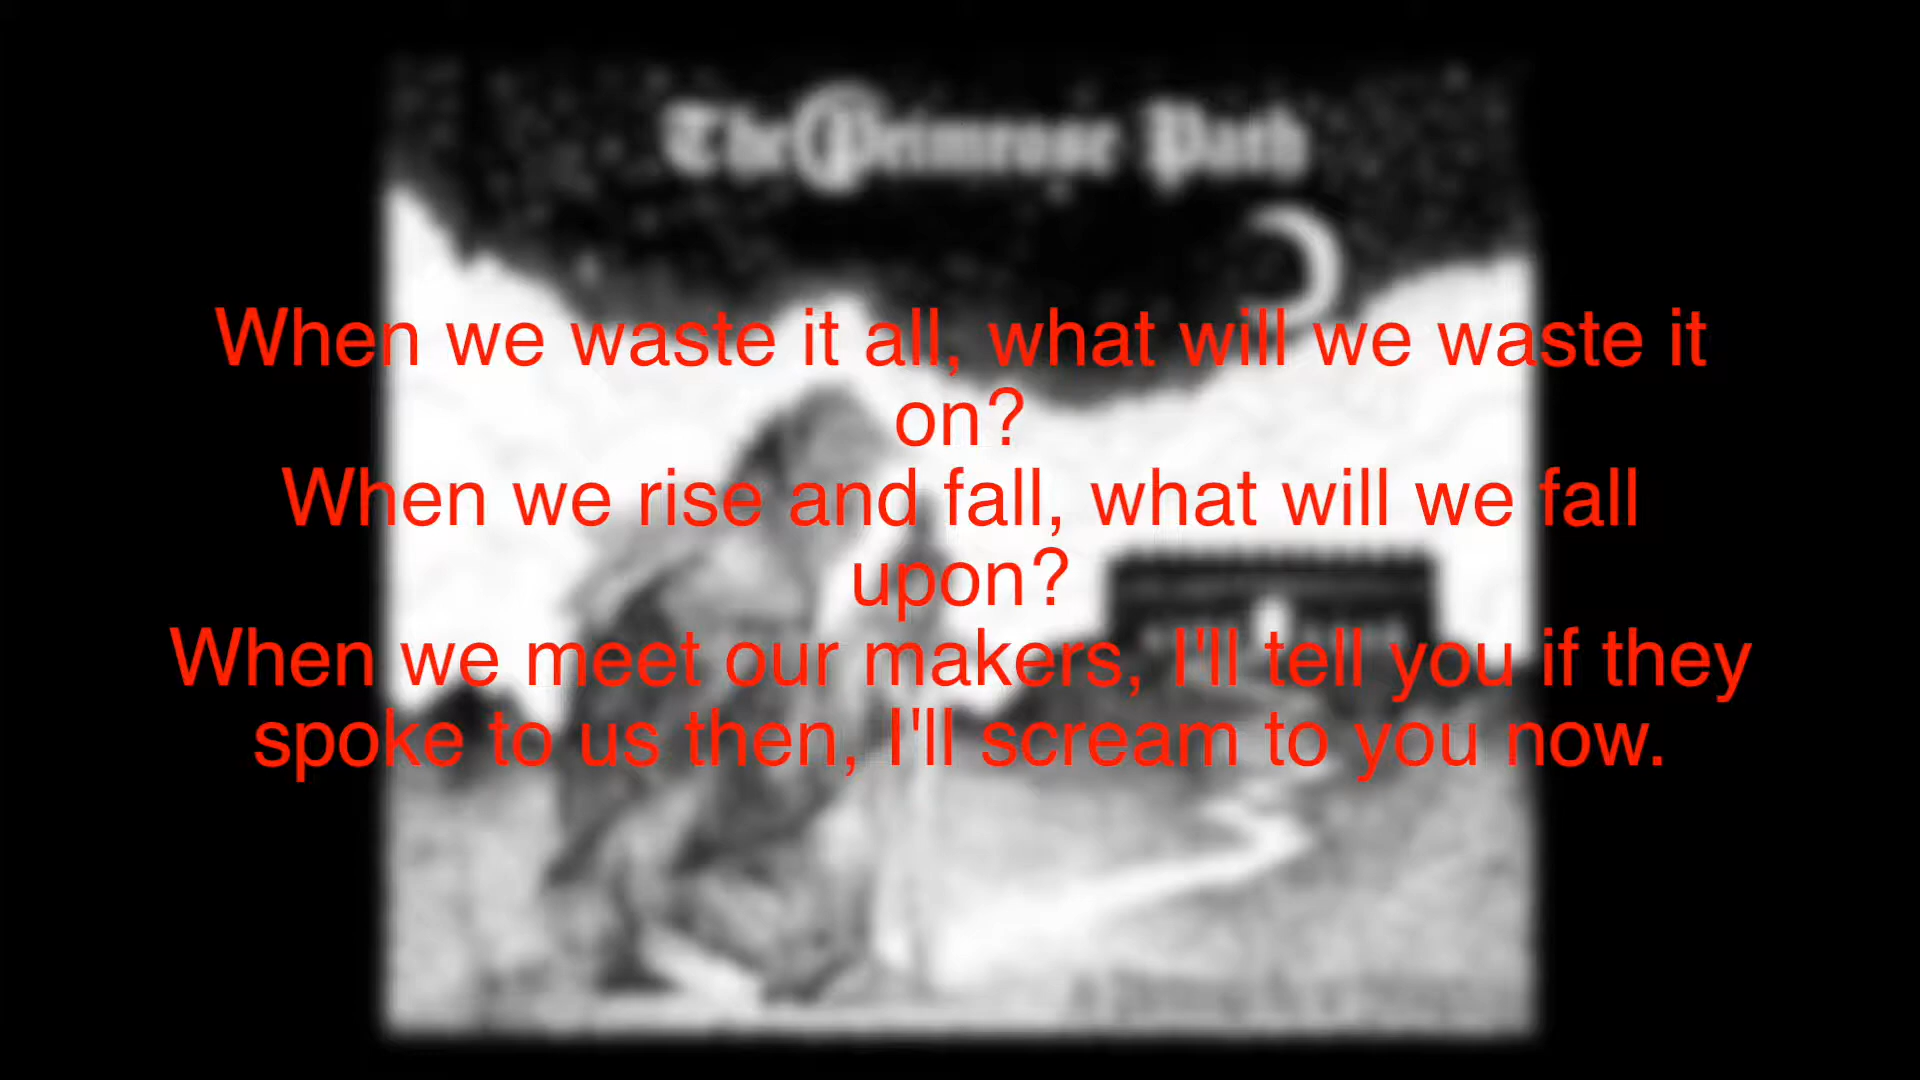 The Primrose Path
When we waste it all, what will we waste it
on?
When we rise and fall, what will we fall
upon?
When we meet our makers, I'll tell you if they
spoke to us then, I'll scream to you now.